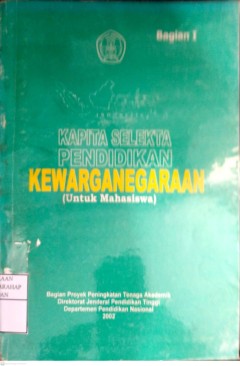 Bagian I
KAPITA SELEKTA
PENDIDIKAN
KEWARGANEGARAAN
(Untuk Mahasiswa)
Bagian Proyek Peningkatan Tenaga Akademik
Direktorat Jenderal Pendidikan Tinggi
Departemen Pendidikan Nasional
2002